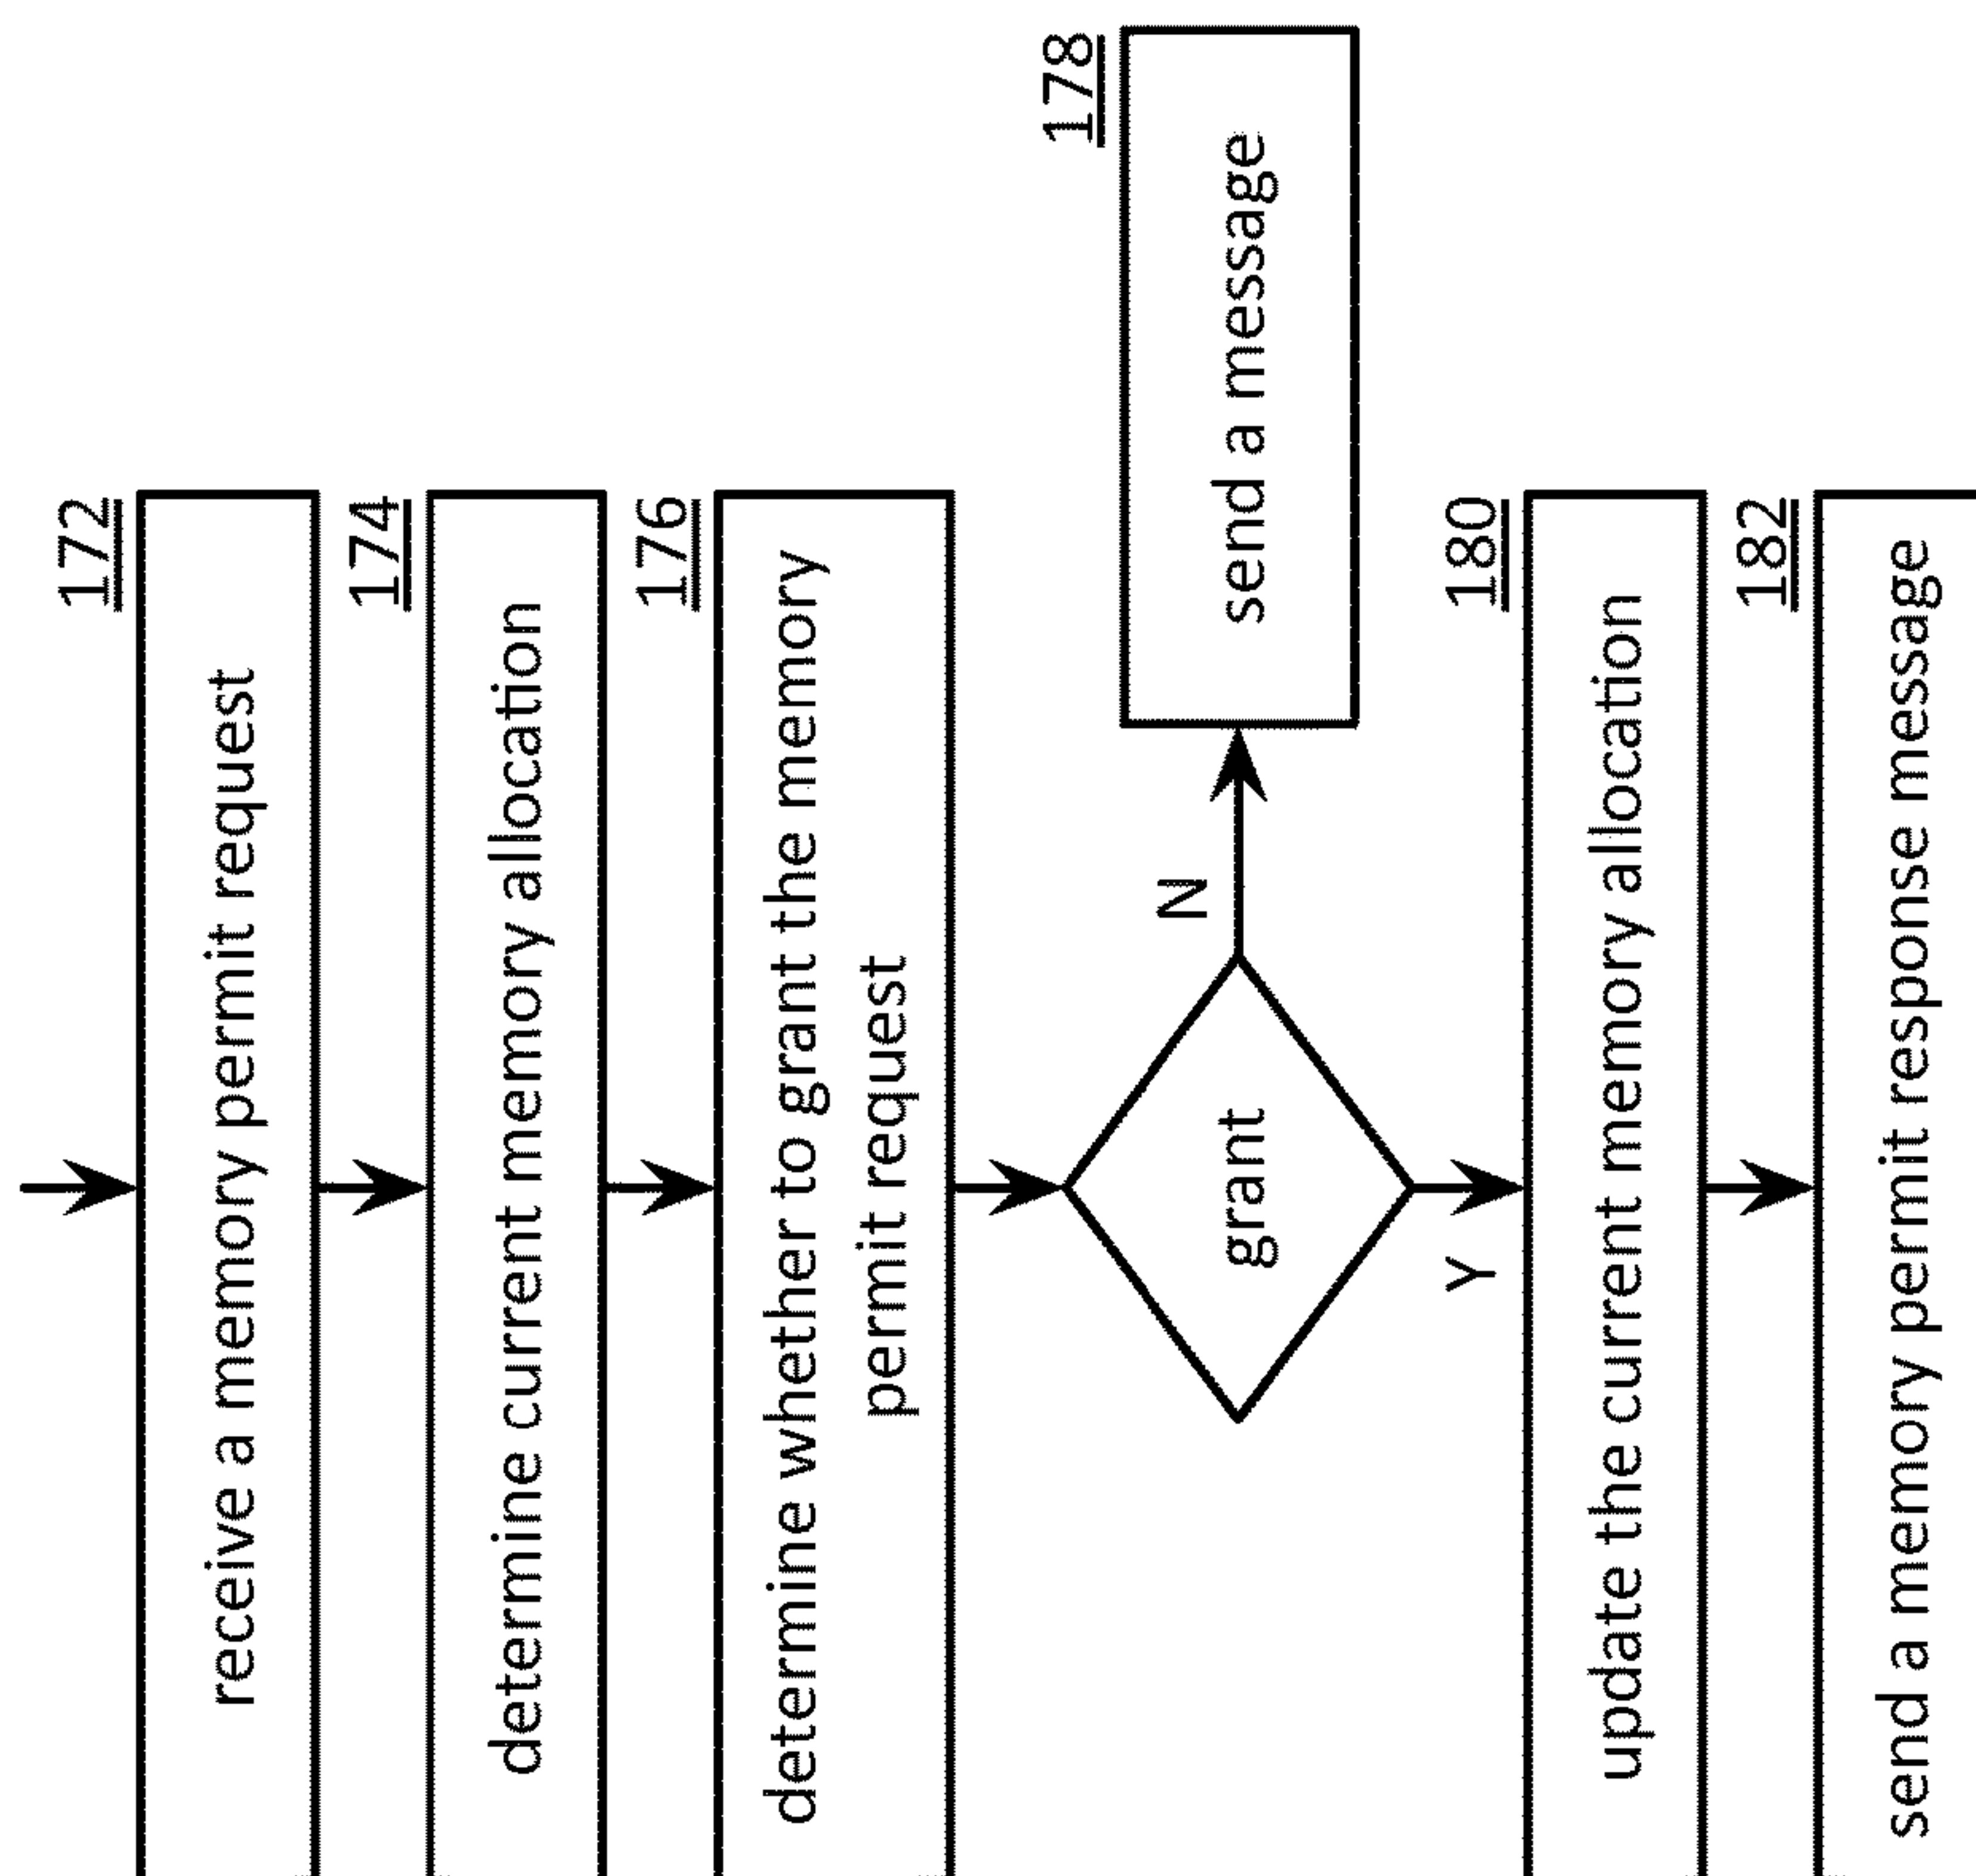 172
receive a memory permit request
174
determine current memory allocation
176
determine whether to grant the memory
permit request
grant
N
178
send a message
Y
180
update the current memory allocation
182
send a memory permit response message